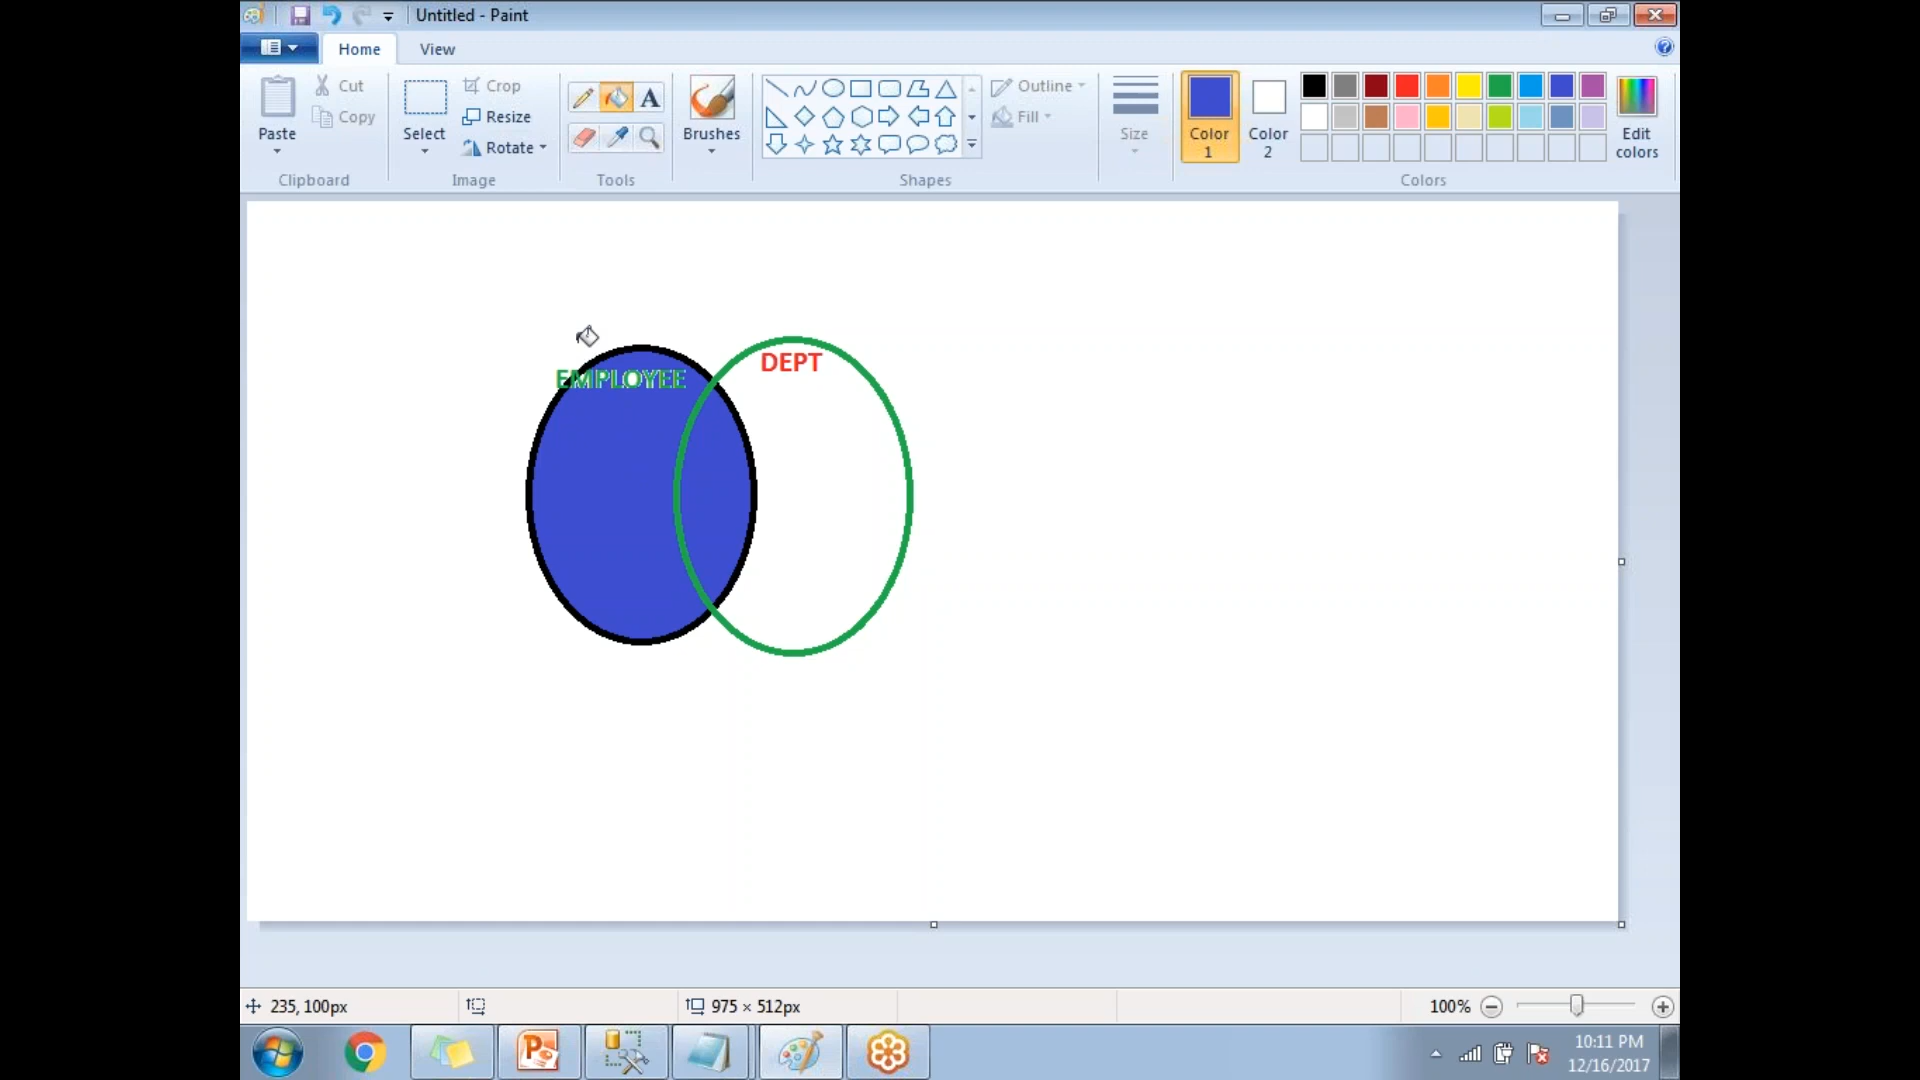 Untitled - Paint
Home View
Paste
Cut
Copy
Clipboard
Select
Crop
Resize
Rotate
Image
A
Tools
Brushes
Outline
Fill
Shapes
Size
Color
1
Color
2
Edit
colors
Colors
EMPLOYEE
DEPT
235, 100px
975 × 512px
100%
10:11 PM
12/16/2017